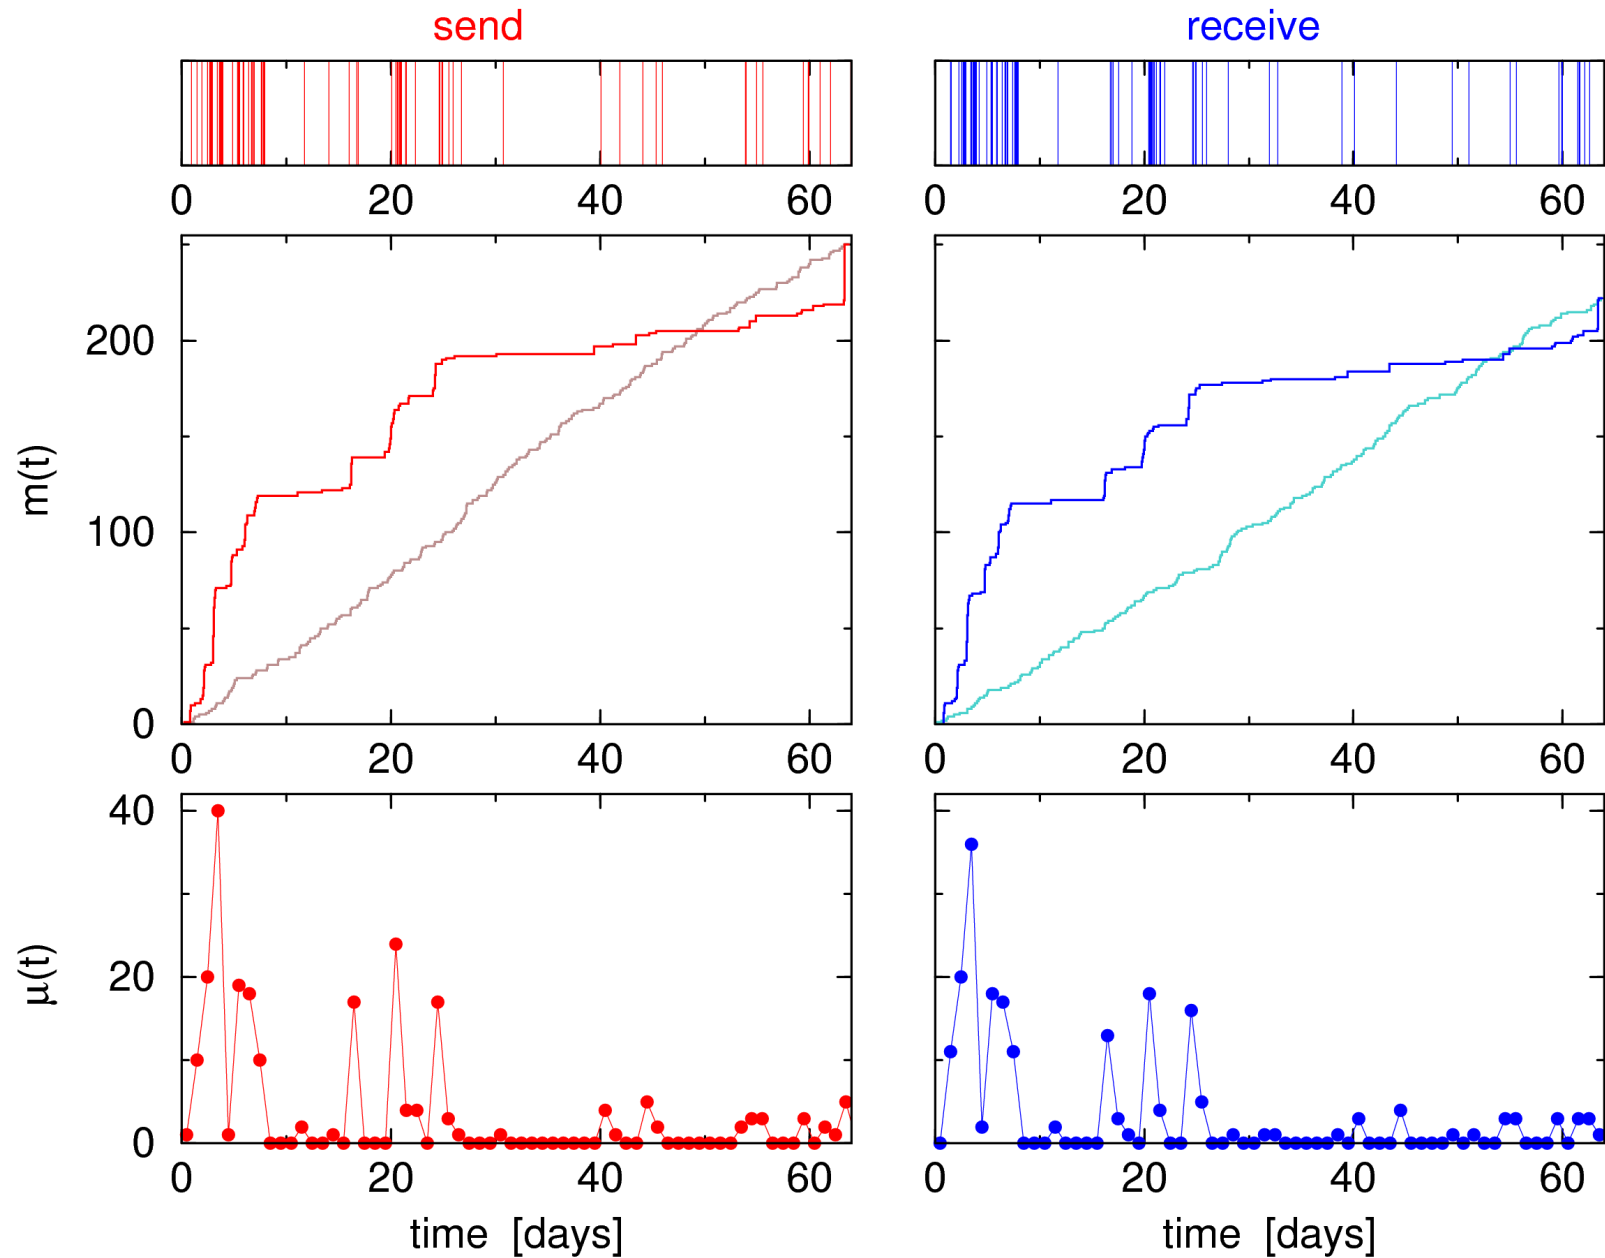 send receive
0 20 40 60 0 20 40 60
200
100
0
m(t)
0 20 40 60 0 20 40 60
40
20
0
μ(t)
0 20 40 60 0 20 40 60
time [days] time [days]